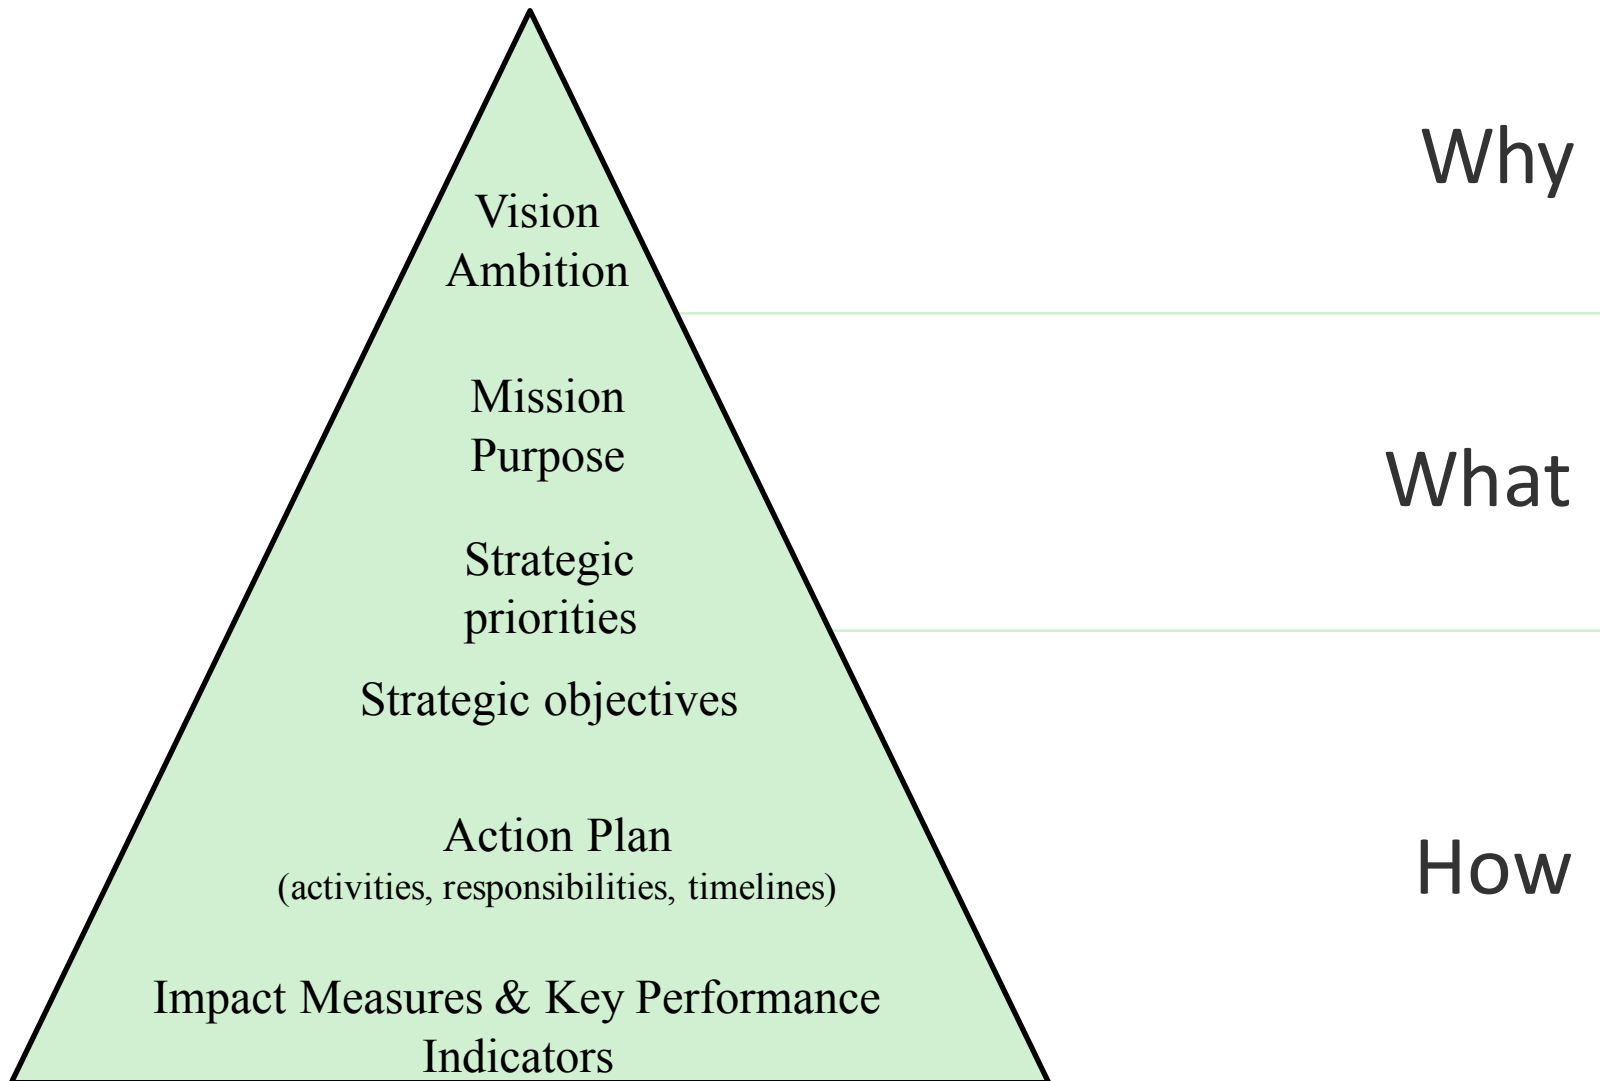 Why
Vision
Ambition
Mission
Purpose
What
Strategic
priorities
Strategic objectives
Action Plan
(activities, responsibilities, timelines)
How
Impact Measures & Key Performance
Indicators